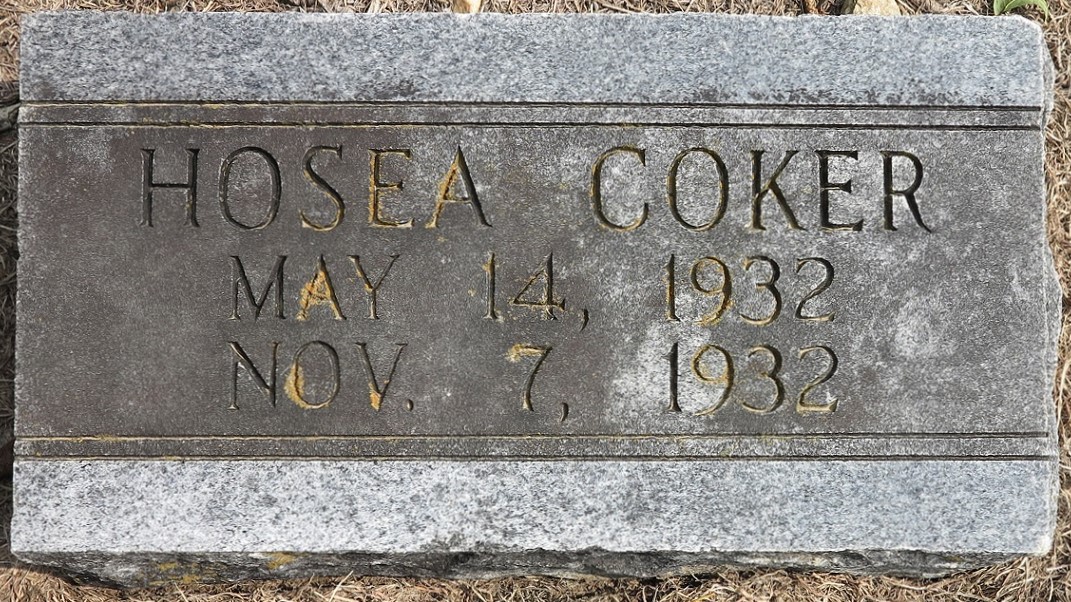 HOSEA COKER
MAY 14, 1932
NOV. 7, 1932